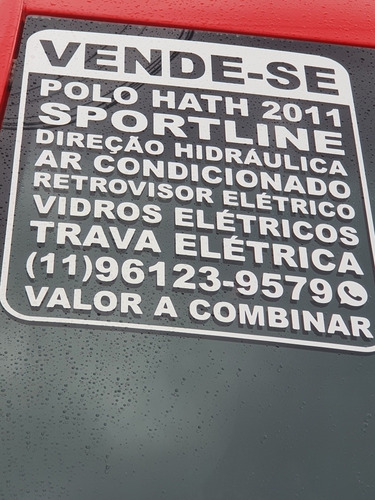 VENDE-SE
POLO HATH 2011
SPORTLINE
DIREÇÃO HIDRÁULICA
AR CONDICIONADO
RETROVISOR ELÉTRICO
VIDROS ELÉTRICOS
TRAVA ELÉTRICA
(11)96123-9579
VALOR A COMBINAR